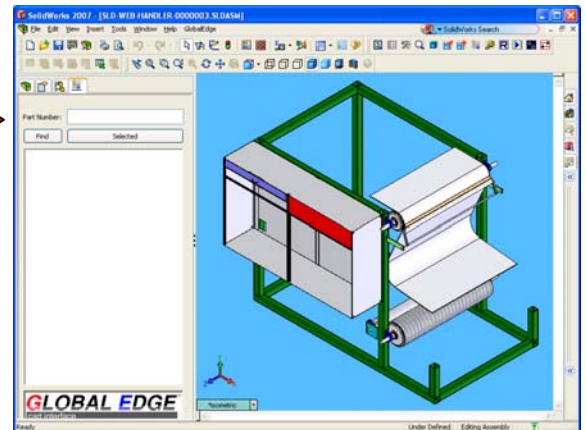 SolidWorks 2007 - [SLD-WEB-HANDLER-0000003.SLDASM]
File Edit View Insert Tools Window Help GlobalEdge
SolidWorks Search
Part Number:
Find Selected
*Isometric
GLOBAL EDGE
card interface
Ready Under Defined Editing Assembly